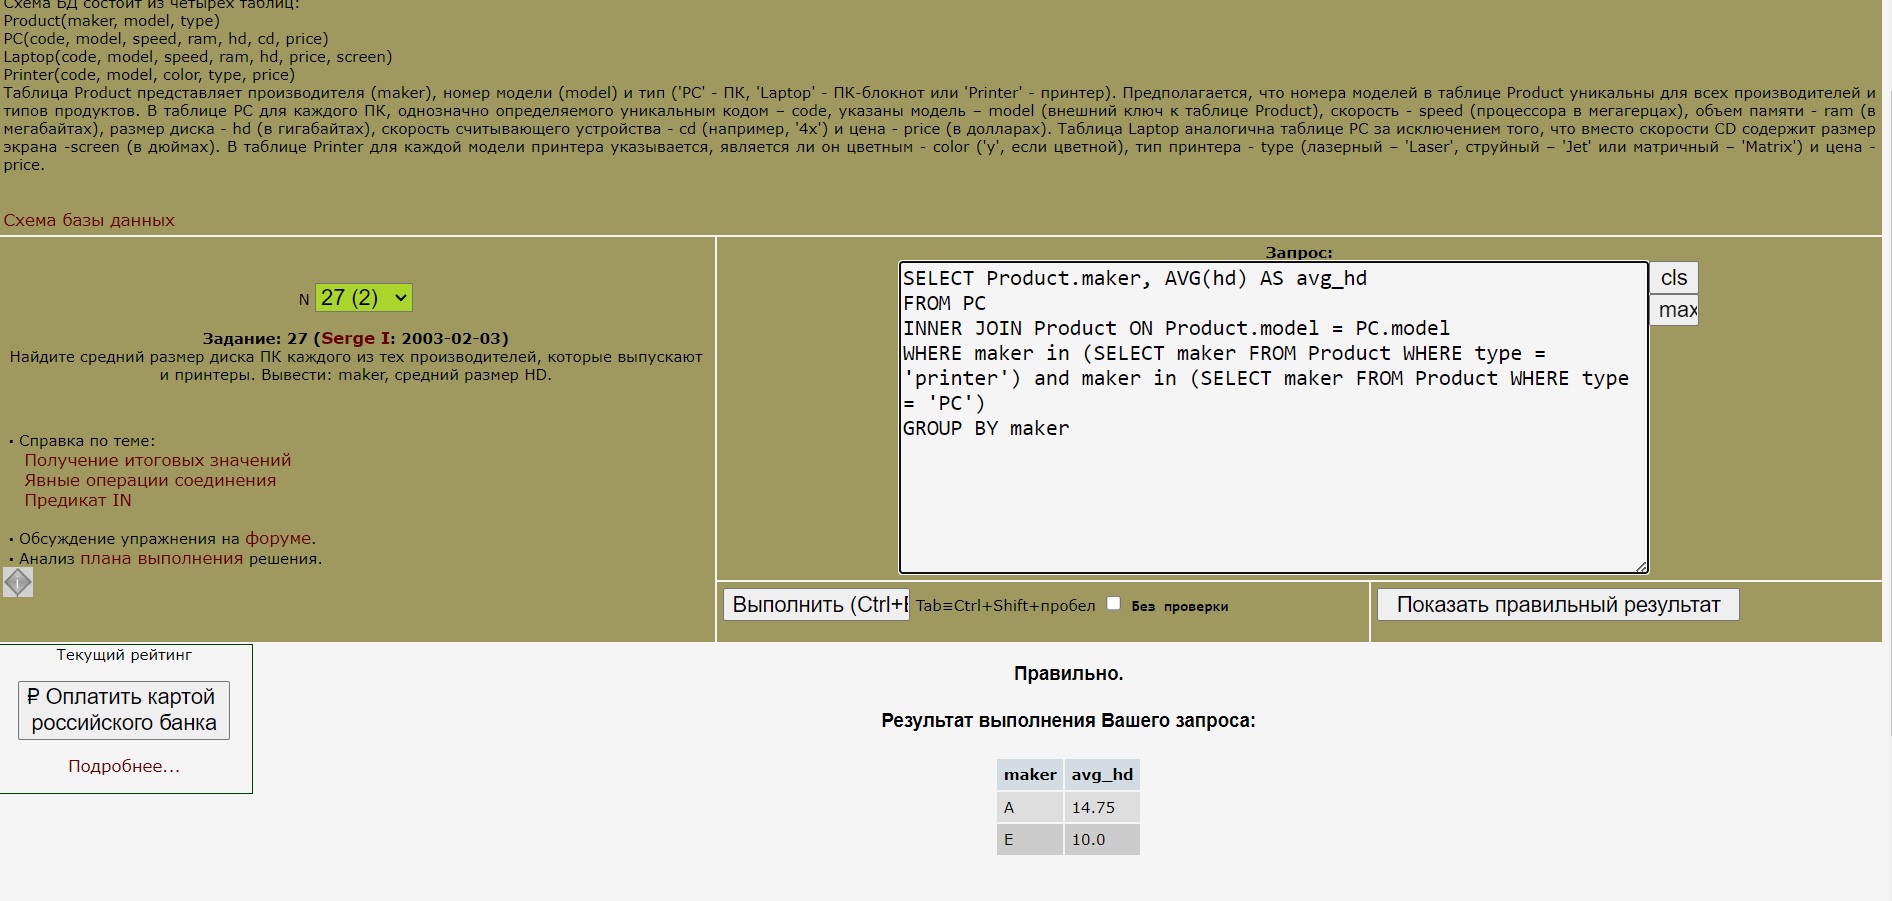 Схема БД состоит из четырех таблиц:
Product(maker, model, type)
PC(code, model, speed, ram, hd, cd, price)
Laptop(code, model, speed, ram, hd, price, screen)
Printer(code, model, color, type, price)
Таблица Product представляет производителя (maker), номер модели (model) и тип ('PC' - ПК, 'Laptop' - ПК-блокнот или 'Printer' - принтер). Предполагается, что номера моделей в таблице Product уникальны для всех производителей и
типов продуктов. В таблице PC для каждого ПК, однозначно определяемого уникальным кодом – code, указаны модель – model (внешний ключ к таблице Product), скорость - speed (процессора в мегагерцах), объем памяти - ram (в
мегабайтах), размер диска - hd (в гигабайтах), скорость считывающего устройства - cd (например, '4x') и цена - price (в долларах). Таблица Laptop аналогична таблице РС за исключением того, что вместо скорости CD содержит размер
экрана -screen (в дюймах). В таблице Printer для каждой модели принтера указывается, является ли он цветным - color ('y', если цветной), тип принтера - type (лазерный – 'Laser', струйный – 'Jet' или матричный – 'Matrix') и цена -
price.
Схема базы данных
N 27 (2)
Задание: 27 (Serge I: 2003-02-03)
Найдите средний размер диска ПК каждого из тех производителей, которые выпускают
и принтеры. Вывести: maker, средний размер HD.
· Справка по теме:
Получение итоговых значений
Явные операции соединения
Предикат IN
· Обсуждение упражнения на форуме.
· Анализ плана выполнения решения.
i
Запрос:
SELECT Product.maker, AVG(hd) AS avg_hd
FROM PC
INNER JOIN Product ON Product.model = PC.model
WHERE maker in (SELECT maker FROM Product WHERE type =
'printer') and maker in (SELECT maker FROM Product WHERE type
= 'PC')
GROUP BY maker
cls
max
Выполнить (Ctrl+E Tab≡Ctrl+Shift+пробел Без проверки
Показать правильный результат
Текущий рейтинг
₽ Оплатить картой
российского банка
Подробнее...
Правильно.
Результат выполнения Вашего запроса:
maker avg_hd
A 14.75
E 10.0